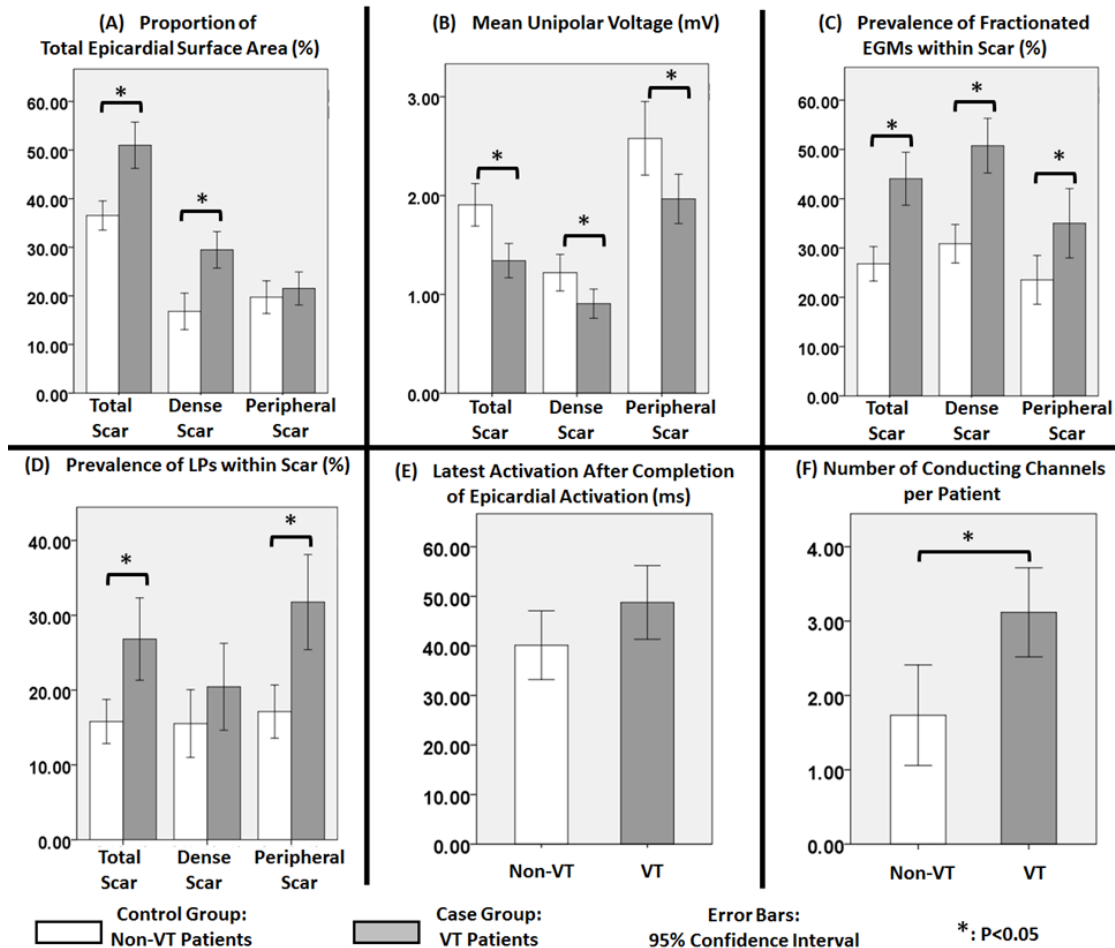 (A) Proportion of
Total Epicardial Surface Area (%)
60.00
50.00
40.00
30.00
20.00
10.00
0.00
*
*
Total
Scar
Dense
Scar
Peripheral
Scar
(B) Mean Unipolar Voltage (mV)
3.00
2.00
1.00
0.00
*
*
*
Total
Scar
Dense
Scar
Peripheral
Scar
(C) Prevalence of Fractionated
EGMs within Scar (%)
60.00
50.00
40.00
30.00
20.00
10.00
0.00
*
*
*
Total
Scar
Dense
Scar
Peripheral
Scar
(D) Prevalence of LPs within Scar (%)
40.00
30.00
20.00
10.00
0.00
*
*
Total
Scar
Dense
Scar
Peripheral
Scar
(E) Latest Activation After Completion
of Epicardial Activation (ms)
60.00
50.00
40.00
30.00
20.00
10.00
0.00
Non-VT
VT
(F) Number of Conducting Channels
per Patient
4.00
3.00
2.00
1.00
0.00
*
Non-VT
VT
Control Group:
Non-VT Patients
Case Group:
VT Patients
Error Bars:
95% Confidence Interval
*: P<0.05